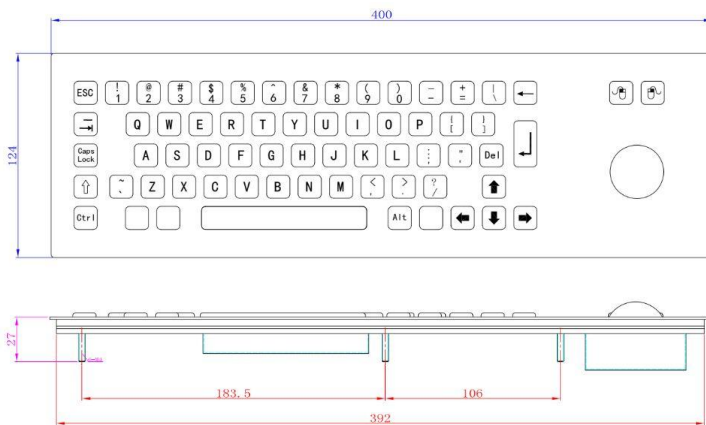 400
124
ESC ! 1 @ 2 # 3 $ 4 % 5 ^ 6 & 7 * 8 ( 9 ) 0 _ - + = | \
Q W E R T Y U I O P { [ } ]
Caps Lock A S D F G H J K L : ; " ' Del
~ ` Z X C V B N M < , > . ? /
Ctrl Alt
27
183.5
106
392